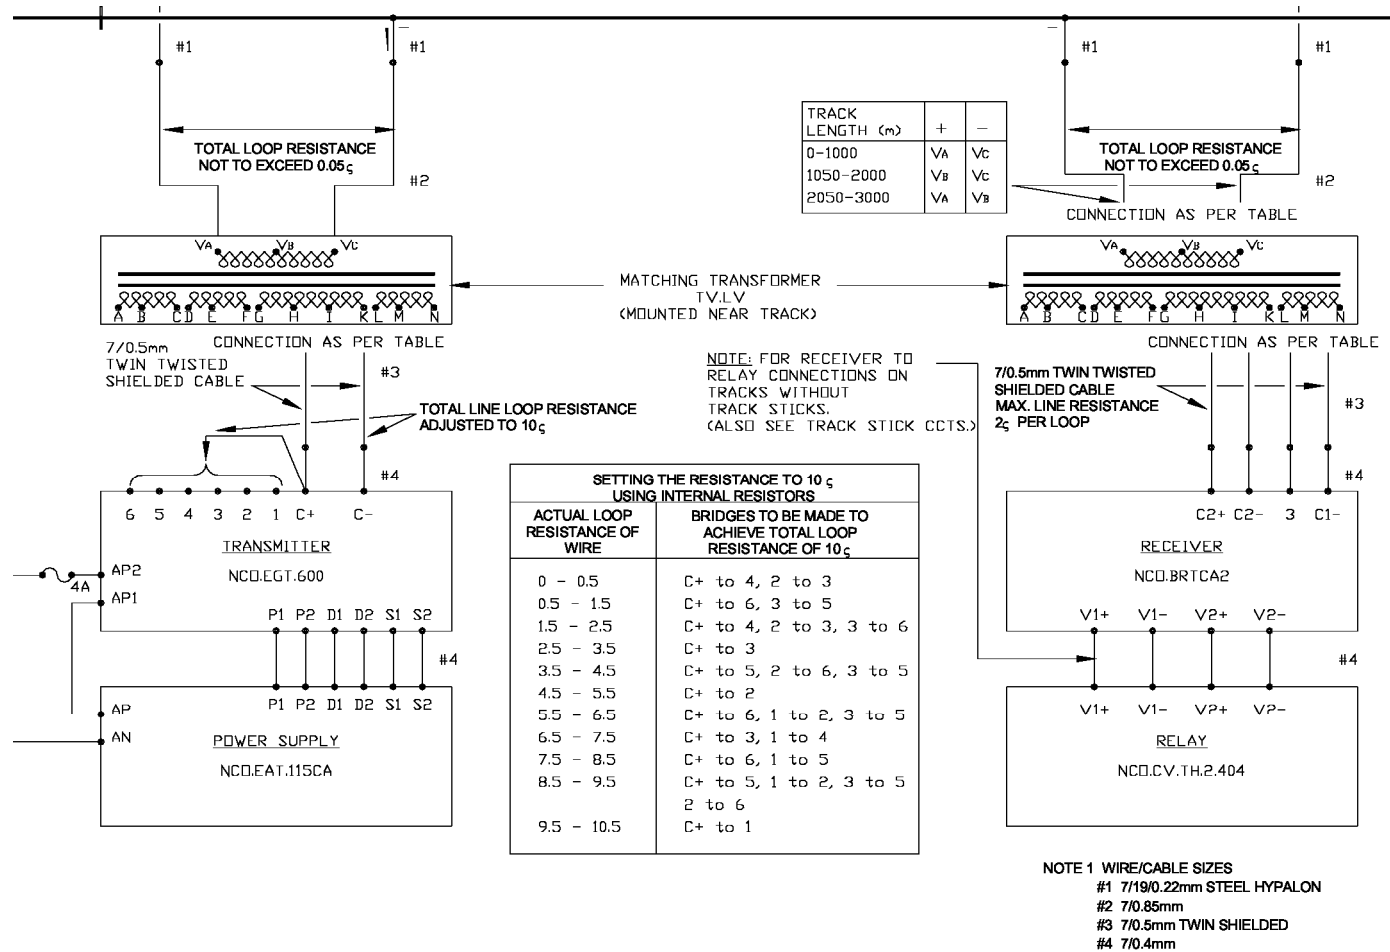 #1
#1
#1
#1
TOTAL LOOP RESISTANCE
NOT TO EXCEED 0.05ς
#2
TRACK
LENGTH (m) + −
0-1000 VA VC
1050-2000 VB VC
2050-3000 VA VB
TOTAL LOOP RESISTANCE
NOT TO EXCEED 0.05ς
#2
CONNECTION AS PER TABLE
VA VB VC
A B C D E F G H I K L M N
MATCHING TRANSFORMER
TV.LV
(MOUNTED NEAR TRACK)
VA VB VC
A B C D E F G H I K L M N
CONNECTION AS PER TABLE
7/0.5mm
TWIN TWISTED
SHIELDED CABLE
#3
TOTAL LINE LOOP RESISTANCE
ADJUSTED TO 10ς
#4
NOTE: FOR RECEIVER TO
RELAY CONNECTIONS ON
TRACKS WITHOUT
TRACK STICKS.
(ALSO SEE TRACK STICK CCTS.)
CONNECTION AS PER TABLE
7/0.5mm TWIN TWISTED
SHIELDED CABLE
MAX. LINE RESISTANCE
2ς PER LOOP
#3
#4
6 5 4 3 2 1 C+ C−
TRANSMITTER
NCO.EGT.600
4A
AP2
AP1
P1 P2 D1 D2 S1 S2
#4
P1 P2 D1 D2 S1 S2
AP
AN
POWER SUPPLY
NCO.EAT.115CA
SETTING THE RESISTANCE TO 10 ς
USING INTERNAL RESISTORS
ACTUAL LOOP
RESISTANCE OF
WIRE
BRIDGES TO BE MADE TO
ACHIEVE TOTAL LOOP
RESISTANCE OF 10ς
0 − 0.5 C+ to 4, 2 to 3
0.5 − 1.5 C+ to 6, 3 to 5
1.5 − 2.5 C+ to 4, 2 to 3, 3 to 6
2.5 − 3.5 C+ to 3
3.5 − 4.5 C+ to 5, 2 to 6, 3 to 5
4.5 − 5.5 C+ to 2
5.5 − 6.5 C+ to 6, 1 to 2, 3 to 5
6.5 − 7.5 C+ to 3, 1 to 4
7.5 − 8.5 C+ to 6, 1 to 5
8.5 − 9.5 C+ to 5, 1 to 2, 3 to 5
2 to 6
9.5 − 10.5 C+ to 1
C2+ C2− 3 C1−
RECEIVER
NCO.BRTCA2
V1+ V1− V2+ V2−
#4
V1+ V1− V2+ V2−
RELAY
NCO.CV.TH.2.404
NOTE 1 WIRE/CABLE SIZES
#1 7/19/0.22mm STEEL HYPALON
#2 7/0.85mm
#3 7/0.5mm TWIN SHIELDED
#4 7/0.4mm